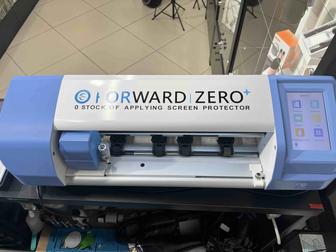 FORWARD ZERO+
0 STOCK OF APPLYING SCREEN PROTECTOR